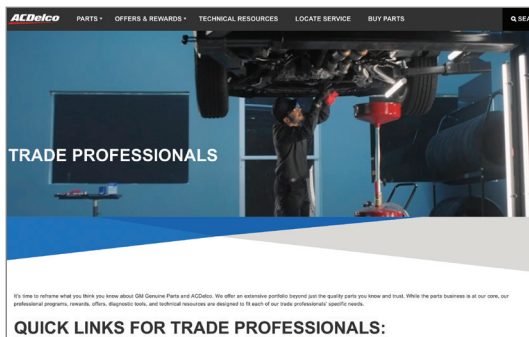 ACDelco PARTS OFFERS & REWARDS TECHNICAL RESOURCES LOCATE SERVICE BUY PARTS SEA
TRADE PROFESSIONALS
It's time to reframe what you think you know about GM Genuine Parts and ACDelco. We offer an extensive portfolio beyond just the quality parts you know and trust. While the parts business is at our core, our
professional programs, rewards, offers, diagnostic tools, and technical resources are designed to fit each of our trade professionals' specific needs.
QUICK LINKS FOR TRADE PROFESSIONALS: